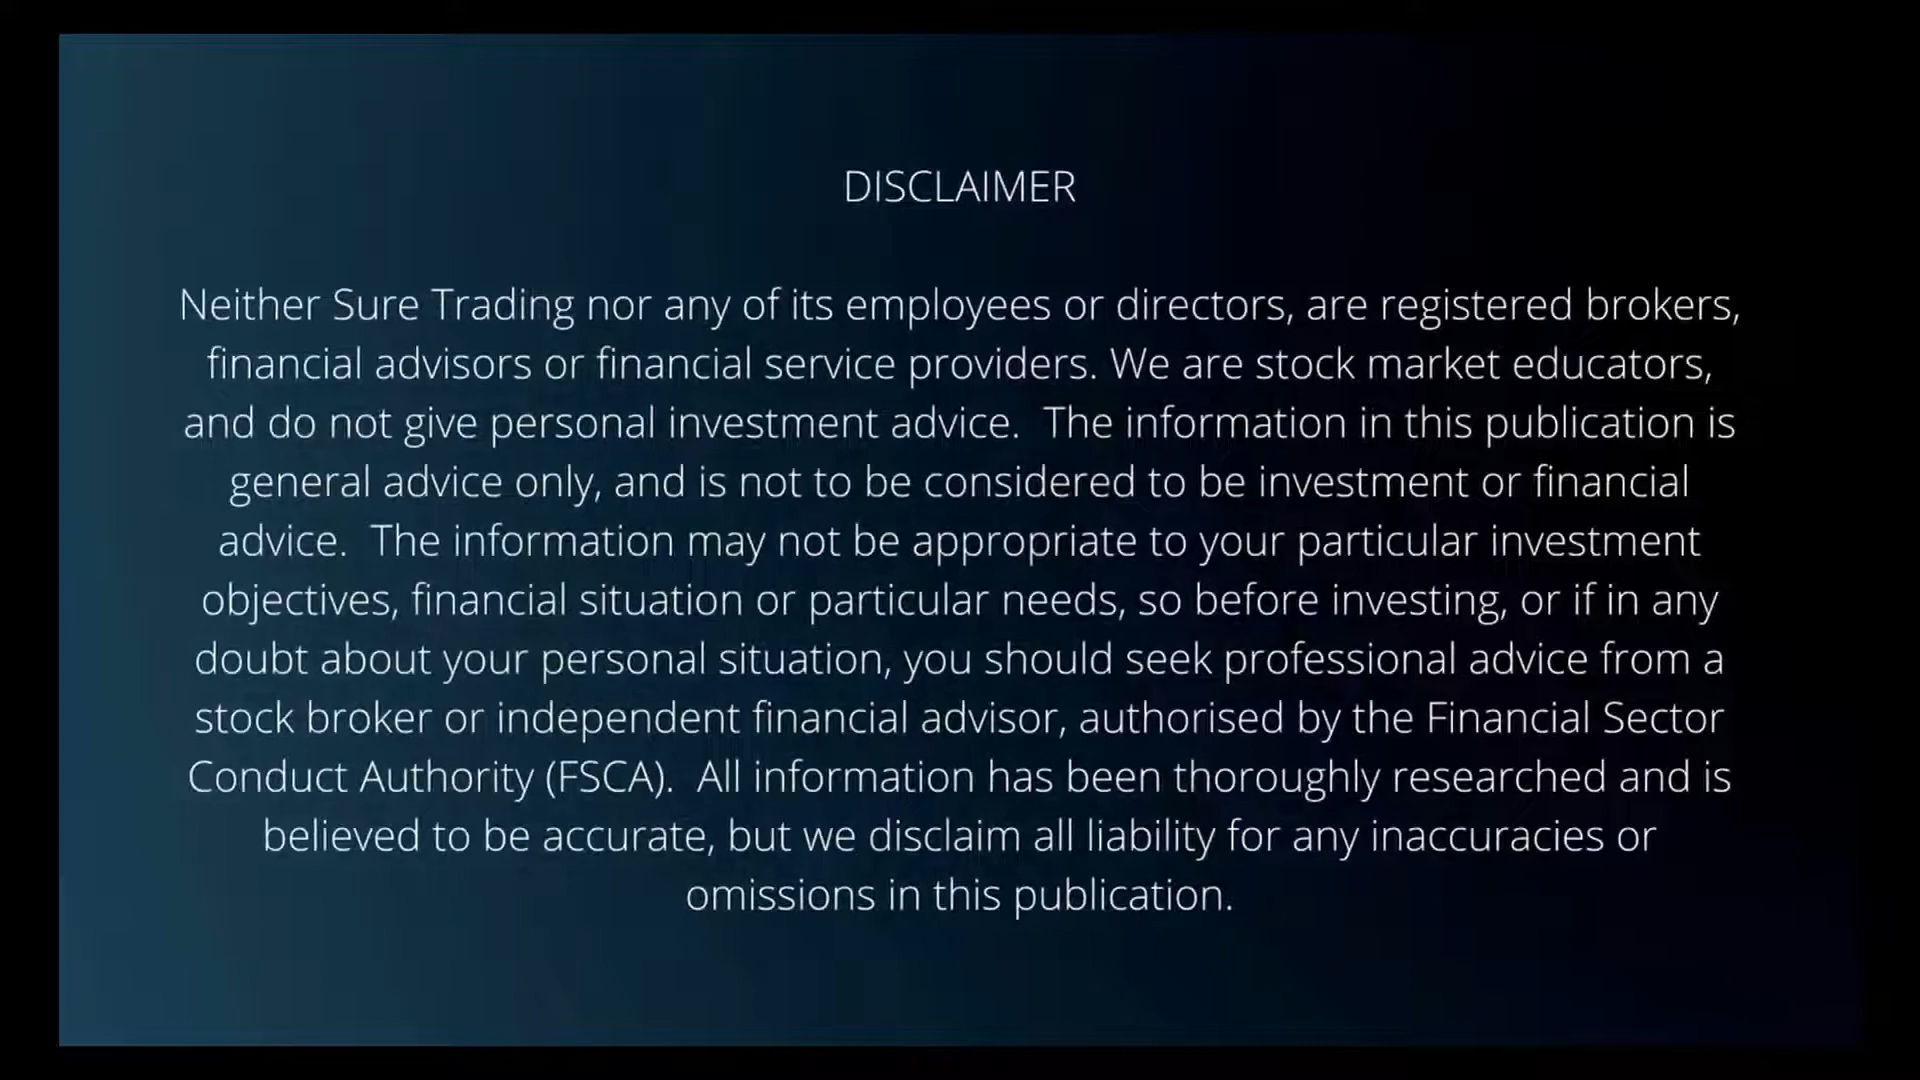 DISCLAIMER
Neither Sure Trading nor any of its employees or directors, are registered brokers,
financial advisors or financial service providers. We are stock market educators,
and do not give personal investment advice.  The information in this publication is
general advice only, and is not to be considered to be investment or financial
advice.  The information may not be appropriate to your particular investment
objectives, financial situation or particular needs, so before investing, or if in any
doubt about your personal situation, you should seek professional advice from a
stock broker or independent financial advisor, authorised by the Financial Sector
Conduct Authority (FSCA).  All information has been thoroughly researched and is
believed to be accurate, but we disclaim all liability for any inaccuracies or
omissions in this publication.